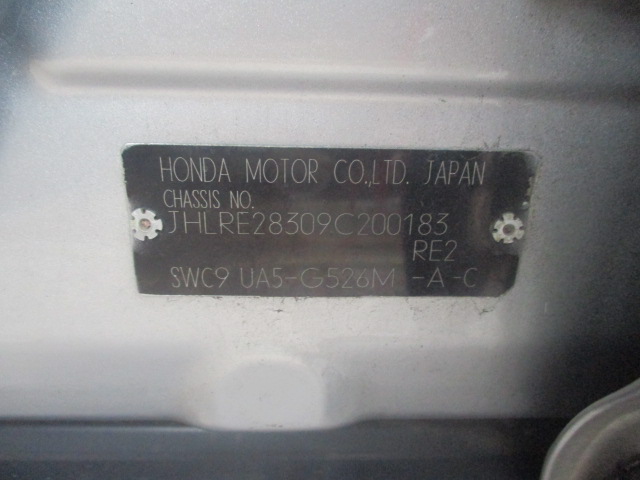 HONDA MOTOR CO.,LTD. JAPAN
CHASSIS NO.
JHLRE28309C200183
RE2
SWC9 UA5-G526M -A-C